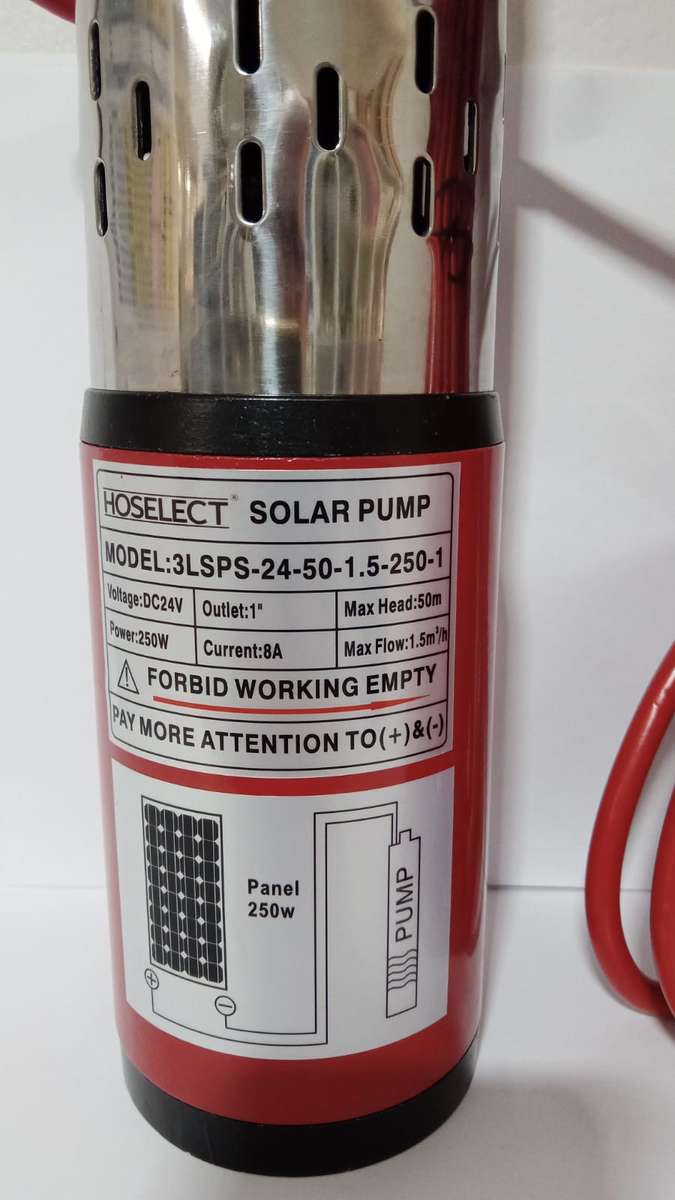 HOSELECT® SOLAR PUMP
MODEL:3LSPS-24-50-1.5-250-1
Voltage:DC24V Outlet:1" Max Head:50m
Power:250W Current:8A Max Flow:1.5m³/h
FORBID WORKING EMPTY
PAY MORE ATTENTION TO(+)&(-)
Panel
250w
PUMP
+
−